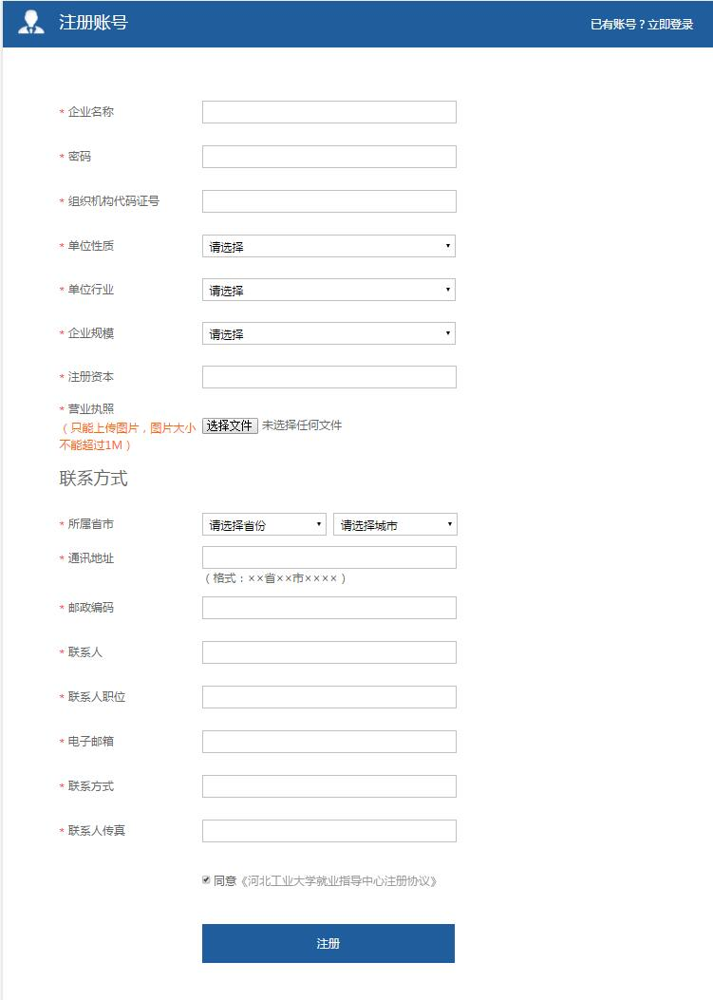 注册账号 已有账号？立即登录
* 企业名称
* 密码
* 组织机构代码证号
* 单位性质 请选择
* 单位行业 请选择
* 企业规模 请选择
* 注册资本
* 营业执照
（只能上传图片，图片大小 选择文件 未选择任何文件
不能超过1M）
联系方式
* 所属省市 请选择省份 请选择城市
* 通讯地址
（格式：××省××市××××）
* 邮政编码
* 联系人
* 联系人职位
* 电子邮箱
* 联系方式
* 联系人传真
同意《河北工业大学就业指导中心注册协议》
注册